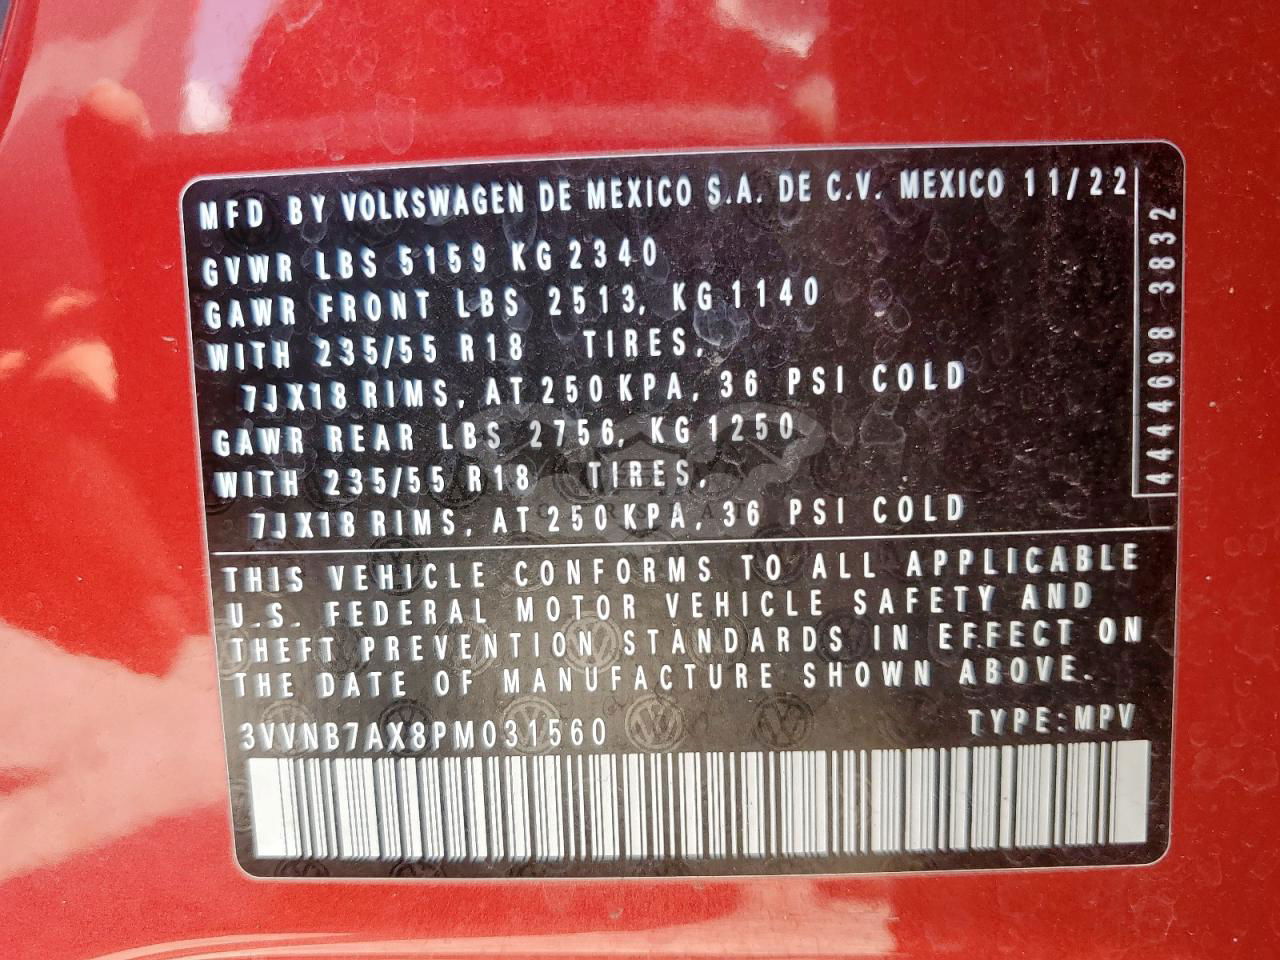 MFD BY VOLKSWAGEN DE MEXICO S.A. DE C.V. MEXICO 11/22
GVWR LBS 5159 KG 2340
GAWR FRONT LBS 2513, KG 1140
WITH 235/55 R18 TIRES,
7JX18 RIMS, AT 250 KPA, 36 PSI COLD
GAWR REAR LBS 2756, KG 1250
WITH 235/55 R18 TIRES,
7JX18 RIMS, AT 250 KPA, 36 PSI COLD
444698 3832
THIS VEHICLE CONFORMS TO ALL APPLICABLE
U.S. FEDERAL MOTOR VEHICLE SAFETY AND
THEFT PREVENTION STANDARDS IN EFFECT ON
THE DATE OF MANUFACTURE SHOWN ABOVE.
3VVNB7AX8PM031560 TYPE: MPV